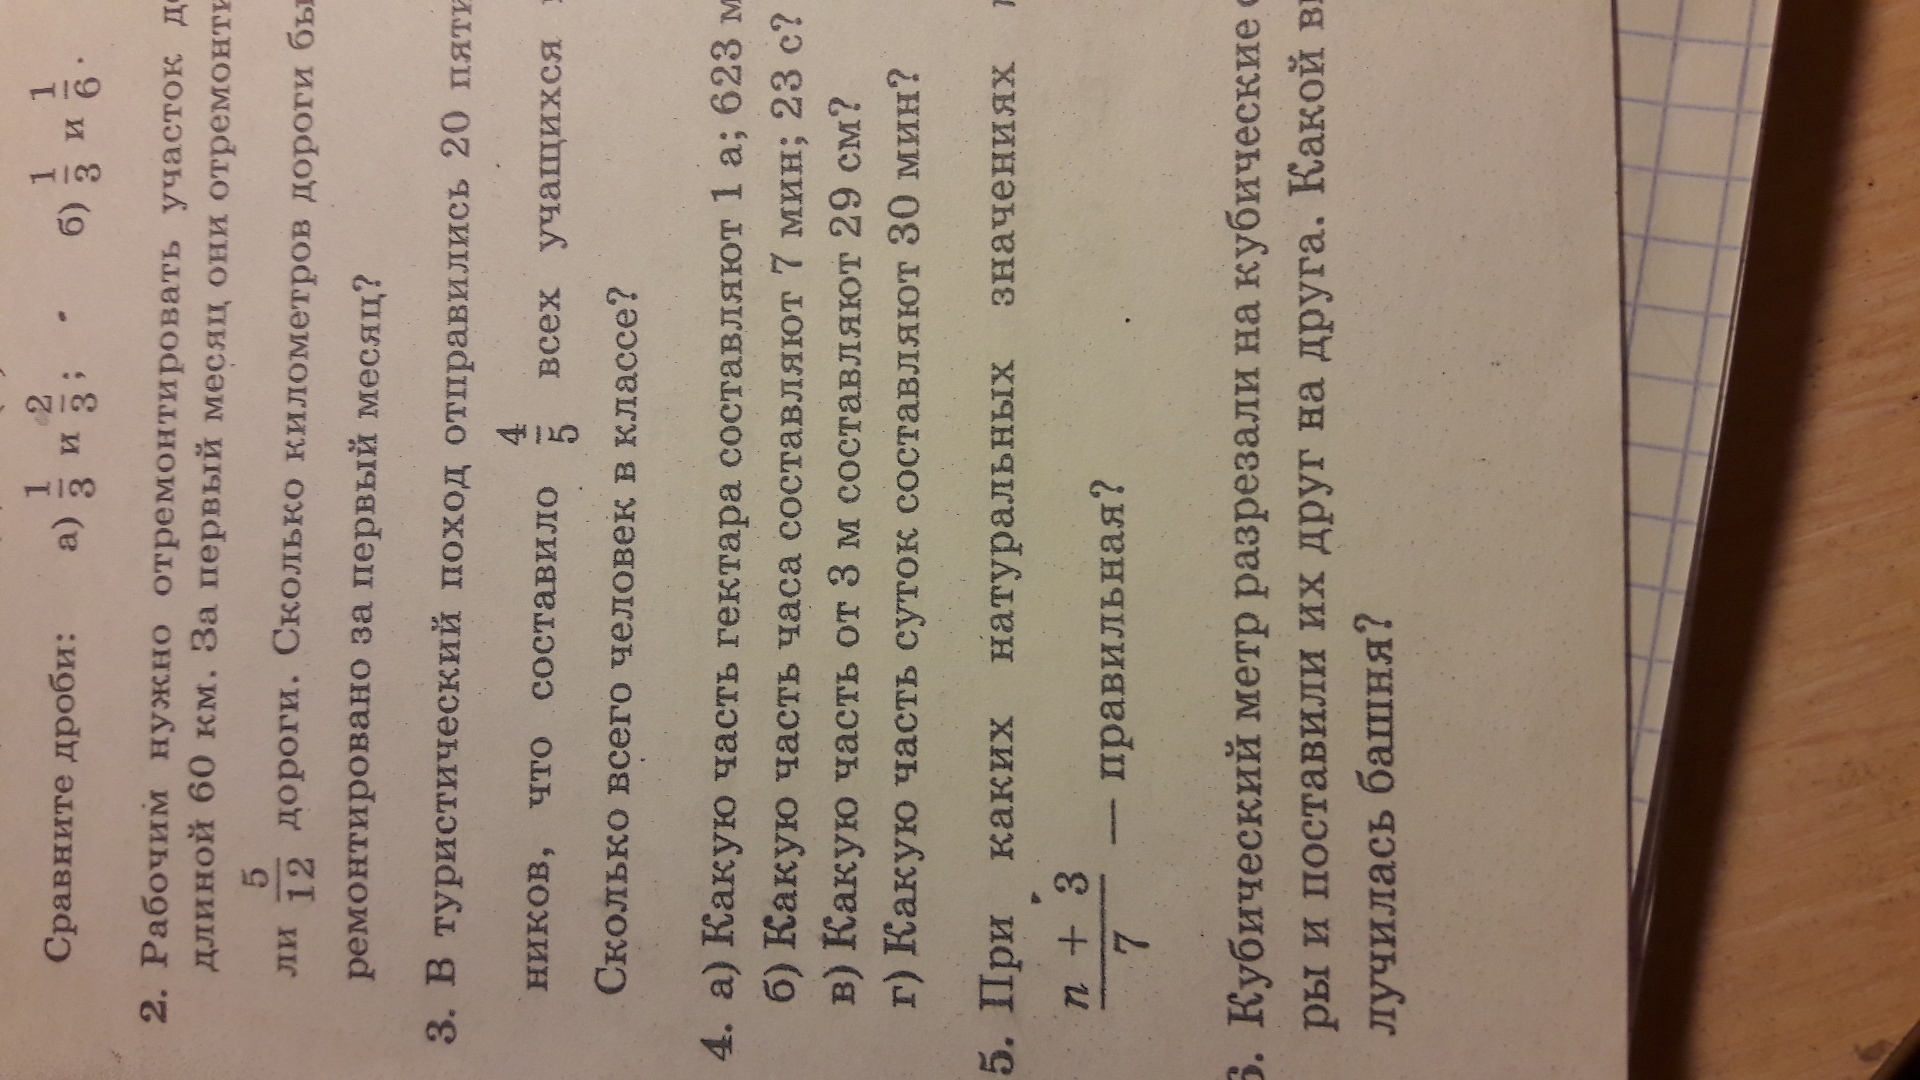 Сравните дроби: а) 1/3 и 2/3; б) 1/3 и 1/6.
2. Рабочим нужно отремонтировать участок
длиной 60 км. За первый месяц они отремонти
ли 5/12 дороги. Сколько километров дороги бы
ремонтировано за первый месяц?
3. В туристический поход отправились 20 пяти
ников, что составило 4/5 всех учащихся
Сколько всего человек в классе?
4. а) Какую часть гектара составляют 1 а; 623 м
б) Какую часть часа составляют 7 мин; 23 с?
в) Какую часть от 3 м составляют 29 см?
г) Какую часть суток составляют 30 мин?
5. При каких натуральных значениях
n + 3 / 7 — правильная?
6. Кубический метр разрезали на кубические
ры и поставили их друг на друга. Какой
лучилась башня?